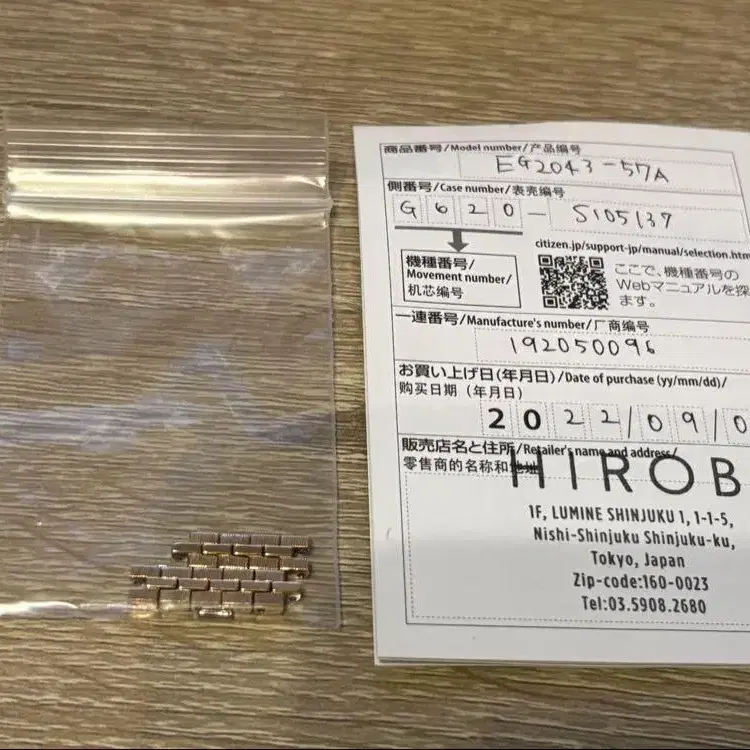 商品番号/Model number/产品编号
EG2043-57A
側番号/Case number/表壳编号
G620-S105137
citizen.jp/support-jp/manual/selection.htm
機種番号/
Movement number/
机芯编号
ここで、機種番号の
Webマニュアルを探
ます。
一連番号/Manufacture's number/厂商编号
192050096
お買い上げ日(年月日)/Date of purchase (yy/mm/dd)/
购买日期（年月日）
2022/09/0
販売店名と住所/Retailer's name and address/
零售商的名称和地址
HIROB
1F, LUMINE SHINJUKU 1, 1-1-5,
Nishi-Shinjuku Shinjuku-ku,
Tokyo, Japan
Zip-code:160-0023
Tel:03.5908.2680